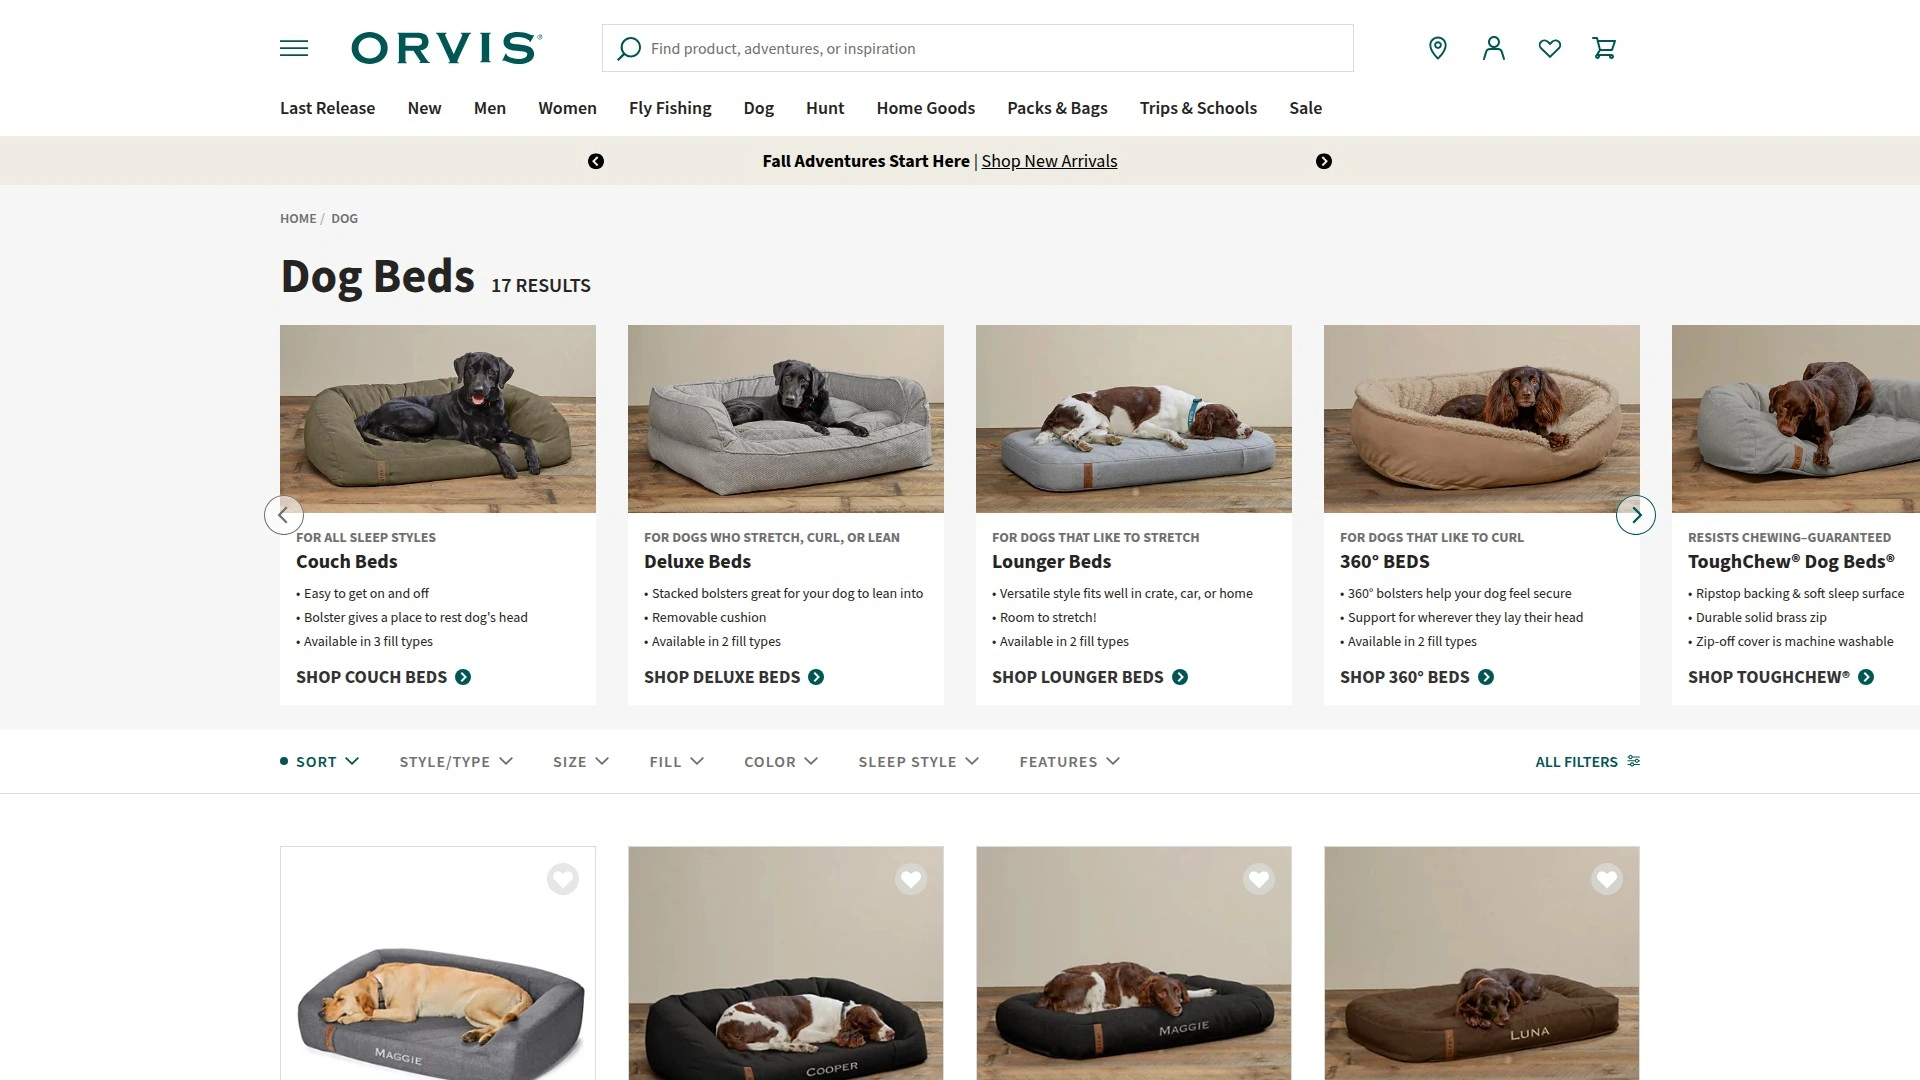 ORVIS®
Find product, adventures, or inspiration
Last Release New Men Women Fly Fishing Dog Hunt Home Goods Packs & Bags Trips & Schools Sale
Fall Adventures Start Here | Shop New Arrivals
HOME / DOG
Dog Beds 17 RESULTS
FOR ALL SLEEP STYLES
Couch Beds
• Easy to get on and off
• Bolster gives a place to rest dog's head
• Available in 3 fill types
SHOP COUCH BEDS
FOR DOGS WHO STRETCH, CURL, OR LEAN
Deluxe Beds
• Stacked bolsters great for your dog to lean into
• Removable cushion
• Available in 2 fill types
SHOP DELUXE BEDS
FOR DOGS THAT LIKE TO STRETCH
Lounger Beds
• Versatile style fits well in crate, car, or home
• Room to stretch!
• Available in 2 fill types
SHOP LOUNGER BEDS
FOR DOGS THAT LIKE TO CURL
360° BEDS
• 360° bolsters help your dog feel secure
• Support for wherever they lay their head
• Available in 2 fill types
SHOP 360° BEDS
RESISTS CHEWING–GUARANTEED
ToughChew® Dog Beds®
• Ripstop backing & soft sleep surface
• Durable solid brass zip
• Zip-off cover is machine washable
SHOP TOUGHCHEW®
SORT STYLE/TYPE SIZE FILL COLOR SLEEP STYLE FEATURES ALL FILTERS
MAGGIE
COOPER
MAGGIE
LUNA